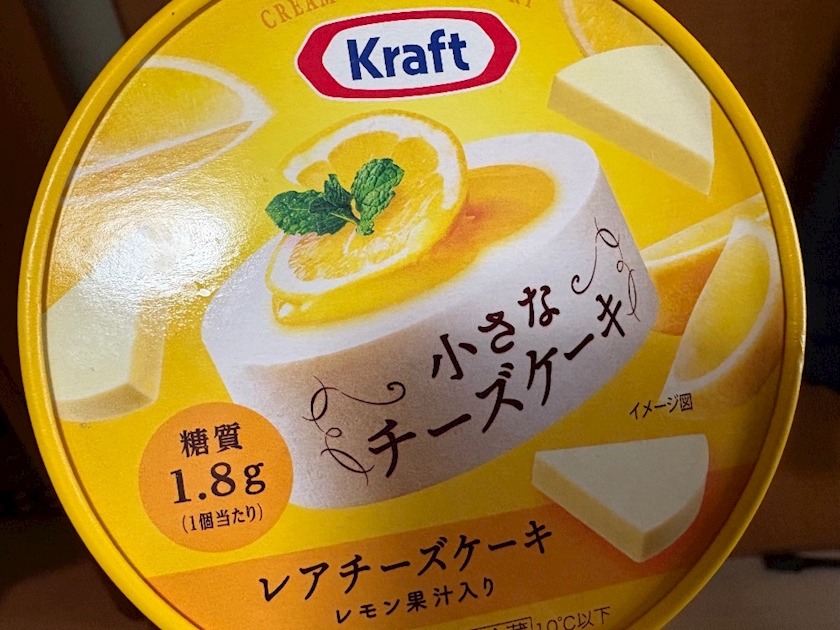 CREAM
Kraft
小さな
チーズケーキ
イメージ図
糖質
1.8g
(1個当たり)
レアチーズケーキ
レモン果汁入り
10℃以下